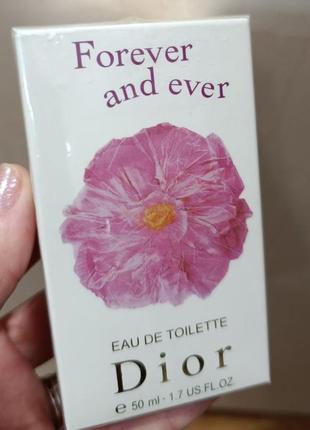 Forever
and ever
EAU DE TOILETTE
Dior
e 50 ml - 1.7 US.FL.OZ.